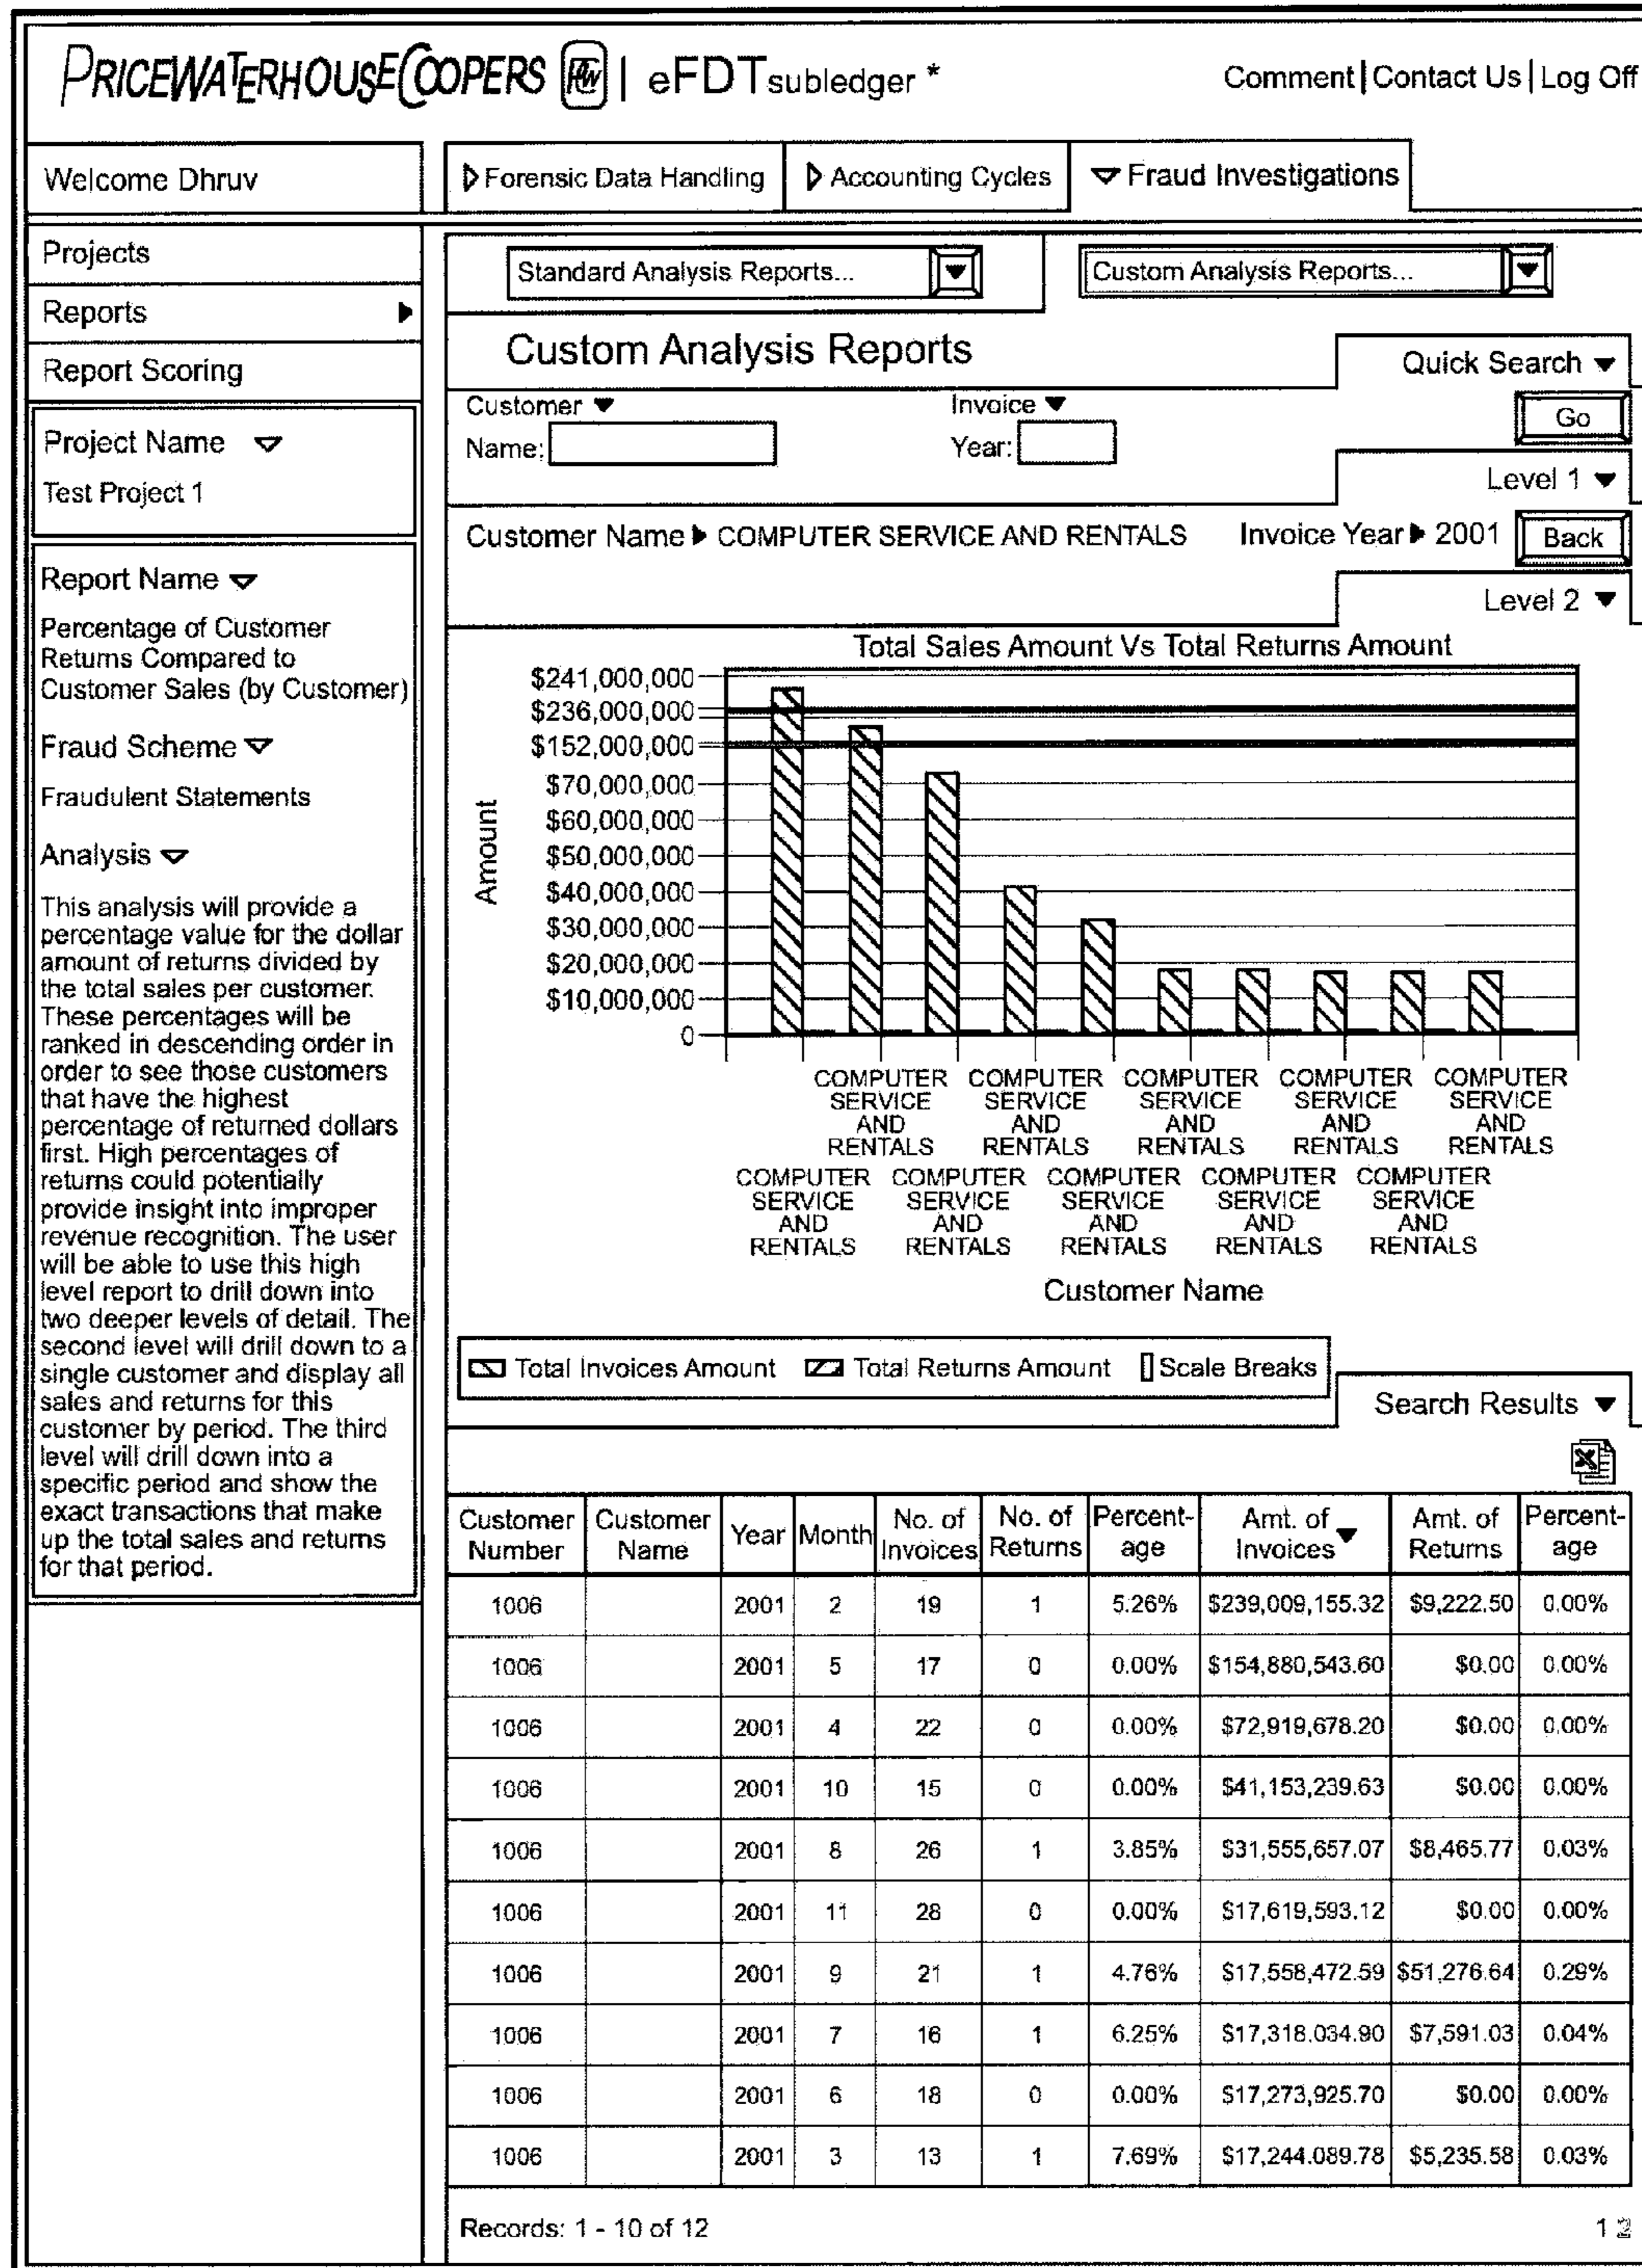 PRICEWATERHOUSECOOPERS PwC | eFDTsubledger *
Comment | Contact Us | Log Off
Welcome Dhruv
Forensic Data Handling
Accounting Cycles
Fraud Investigations
Projects
Reports
Report Scoring
Project Name
Test Project 1
Report Name
Percentage of Customer
Returns Compared to
Customer Sales (by Customer)
Fraud Scheme
Fraudulent Statements
Analysis
This analysis will provide a
percentage value for the dollar
amount of returns divided by
the total sales per customer.
These percentages will be
ranked in descending order in
order to see those customers
that have the highest
percentage of returned dollars
first. High percentages of
returns could potentially
provide insight into improper
revenue recognition. The user
will be able to use this high
level report to drill down into
two deeper levels of detail. The
second level will drill down to a
single customer and display all
sales and returns for this
customer by period. The third
level will drill down into a
specific period and show the
exact transactions that make
up the total sales and returns
for that period.
Standard Analysis Reports...
Custom Analysis Reports...
Custom Analysis Reports
Quick Search
Customer
Invoice
Go
Name:
Year:
Level 1
Customer Name COMPUTER SERVICE AND RENTALS Invoice Year 2001 Back
Level 2
Total Sales Amount Vs Total Returns Amount
$241,000,000
$236,000,000
$152,000,000
$70,000,000
$60,000,000
$50,000,000
$40,000,000
$30,000,000
$20,000,000
$10,000,000
0
Amount
COMPUTER COMPUTER COMPUTER COMPUTER COMPUTER
SERVICE SERVICE SERVICE SERVICE SERVICE
AND AND AND AND AND
RENTALS RENTALS RENTALS RENTALS RENTALS
COMPUTER COMPUTER COMPUTER COMPUTER COMPUTER
SERVICE SERVICE SERVICE SERVICE SERVICE
AND AND AND AND AND
RENTALS RENTALS RENTALS RENTALS RENTALS
Customer Name
Total Invoices Amount Total Returns Amount Scale Breaks
Search Results
Customer Number Customer Name Year Month No. of Invoices No. of Returns Percent-age Amt. of Invoices Amt. of Returns Percent-age
1006 2001 2 19 1 5.26% $239,009,155.32 $9,222.50 0.00%
1006 2001 5 17 0 0.00% $154,880,543.60 $0.00 0.00%
1006 2001 4 22 0 0.00% $72,919,678.20 $0.00 0.00%
1006 2001 10 15 0 0.00% $41,153,239.63 $0.00 0.00%
1006 2001 8 26 1 3.85% $31,555,657.07 $8,465.77 0.03%
1006 2001 11 28 0 0.00% $17,619,593.12 $0.00 0.00%
1006 2001 9 21 1 4.76% $17,558,472.59 $51,276.64 0.29%
1006 2001 7 16 1 6.25% $17,318.034.90 $7,591.03 0.04%
1006 2001 6 18 0 0.00% $17,273,925.70 $0.00 0.00%
1006 2001 3 13 1 7.69% $17,244.089.78 $5,235.58 0.03%
Records: 1 - 10 of 12
1 2